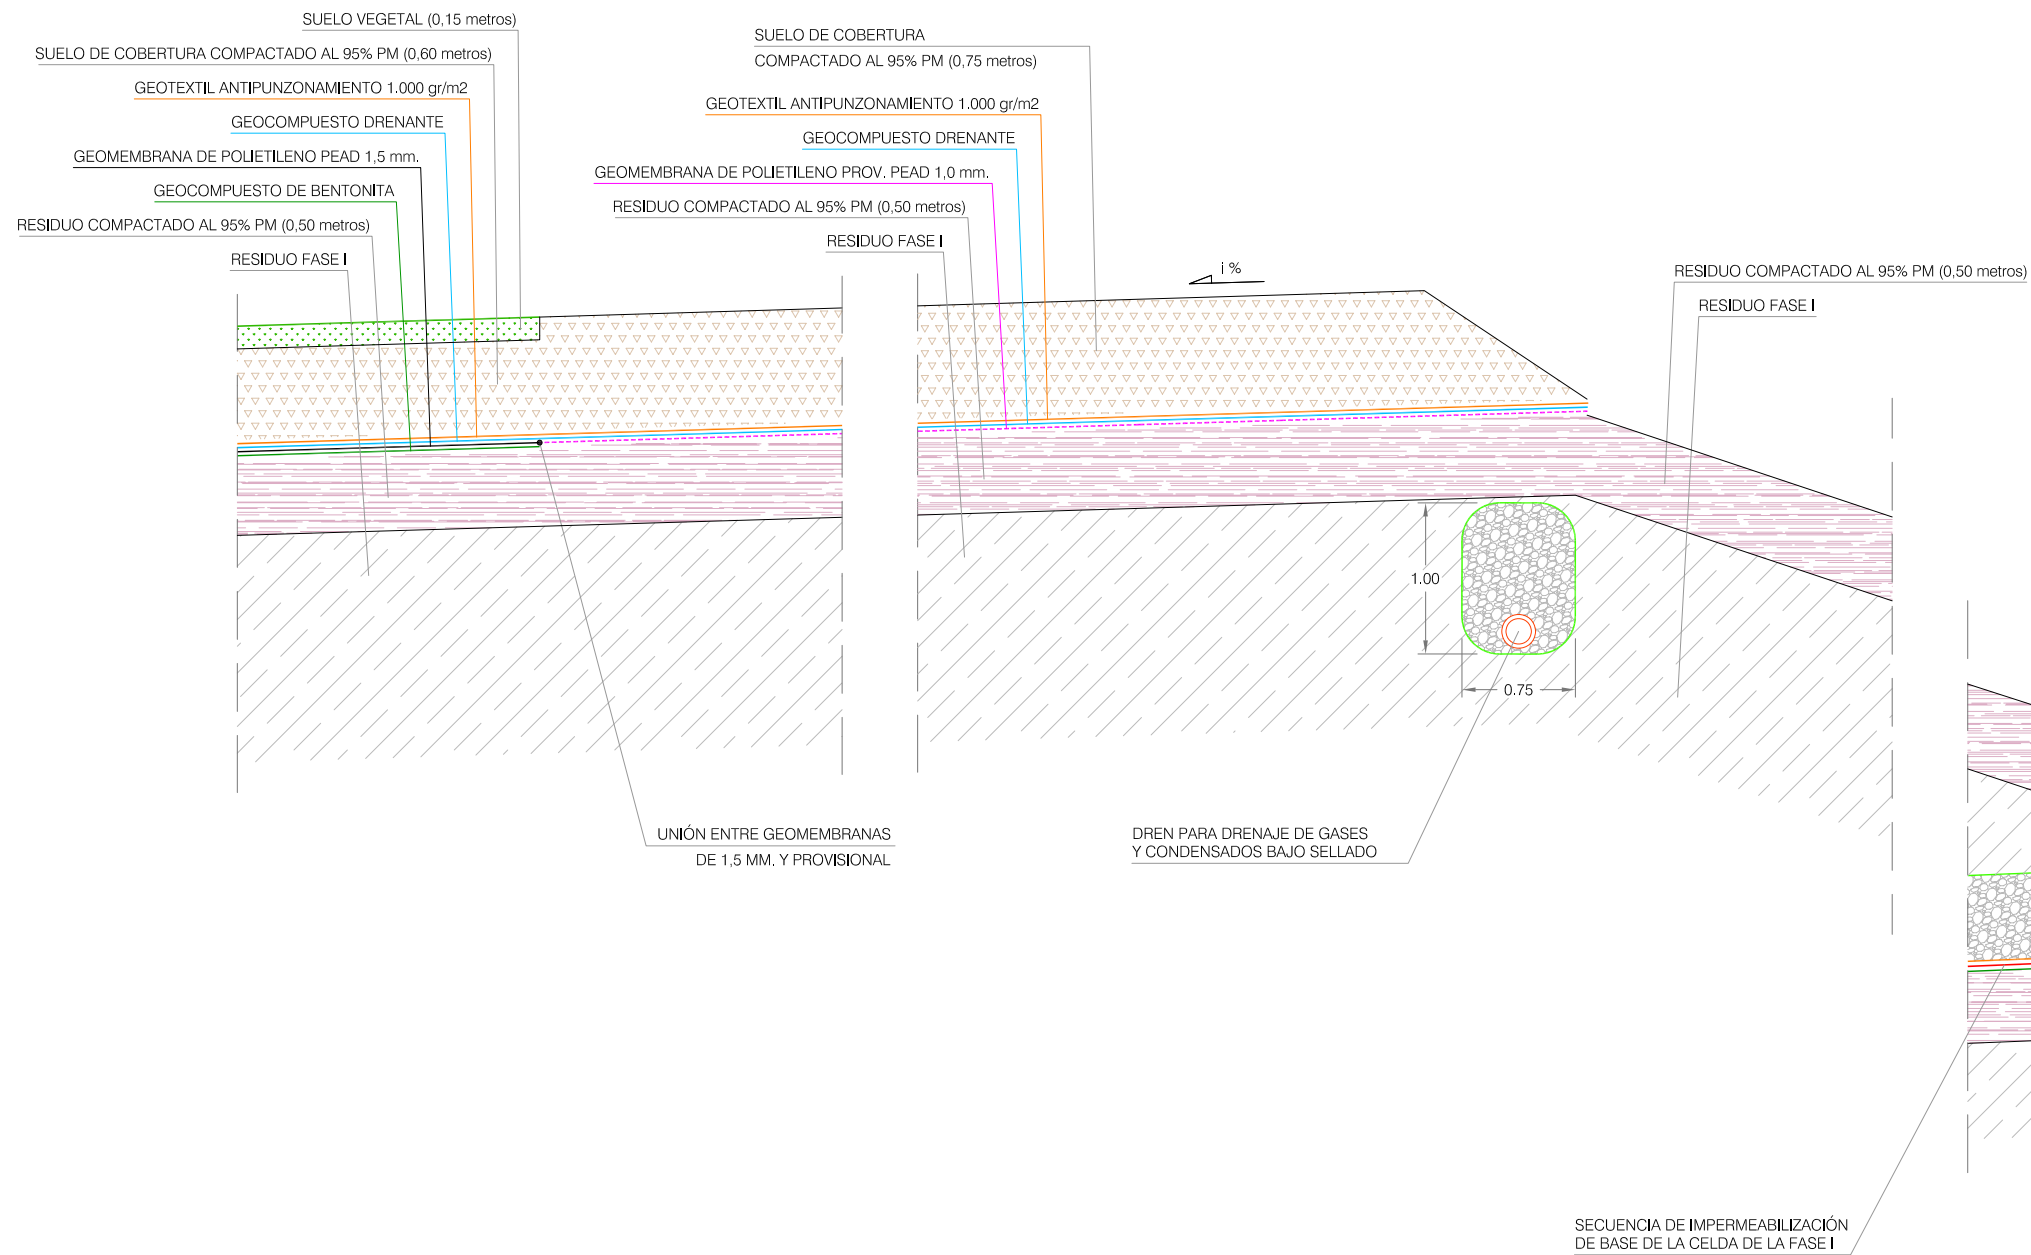 SUELO VEGETAL (0,15 metros)
SUELO DE COBERTURA COMPACTADO AL 95% PM (0,60 metros)
GEOTEXTIL ANTIPUNZONAMIENTO 1.000 gr/m2
GEOCOMPUESTO DRENANTE
GEOMEMBRANA DE POLIETILENO PEAD 1,5 mm.
GEOCOMPUESTO DE BENTONITA
RESIDUO COMPACTADO AL 95% PM (0,50 metros)
RESIDUO FASE I
SUELO DE COBERTURA
COMPACTADO AL 95% PM (0,75 metros)
GEOTEXTIL ANTIPUNZONAMIENTO 1.000 gr/m2
GEOCOMPUESTO DRENANTE
GEOMEMBRANA DE POLIETILENO PROV. PEAD 1,0 mm.
RESIDUO COMPACTADO AL 95% PM (0,50 metros)
RESIDUO FASE I
i %
RESIDUO COMPACTADO AL 95% PM (0,50 metros)
RESIDUO FASE I
1.00
0.75
UNIÓN ENTRE GEOMEMBRANAS
DE 1,5 MM. Y PROVISIONAL
DREN PARA DRENAJE DE GASES
Y CONDENSADOS BAJO SELLADO
SECUENCIA DE IMPERMEABILIZACIÓN
DE BASE DE LA CELDA DE LA FASE I